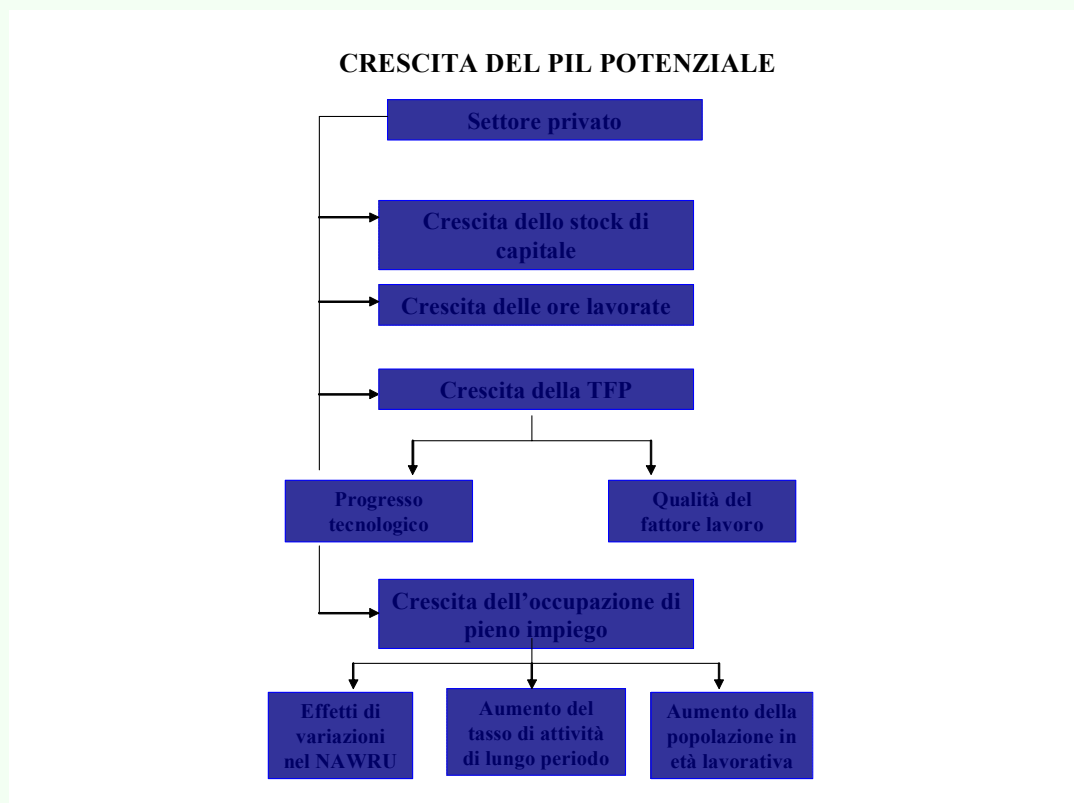 CRESCITA DEL PIL POTENZIALE
Settore privato
Crescita dello stock di
capitale
Crescita delle ore lavorate
Crescita della TFP
Progresso
tecnologico
Qualità del
fattore lavoro
Crescita dell’occupazione di
pieno impiego
Effetti di
variazioni
nel NAWRU
Aumento del
tasso di attività
di lungo periodo
Aumento della
popolazione in
età lavorativa